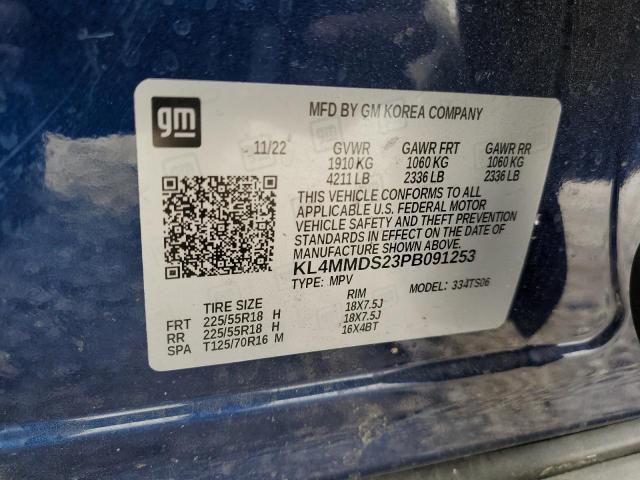 gm
MFD BY GM KOREA COMPANY
11/22 GVWR GAWR FRT GAWR RR
1910 KG 1060 KG 1060 KG
4211 LB 2336 LB 2336 LB
THIS VEHICLE CONFORMS TO ALL
APPLICABLE U.S. FEDERAL MOTOR
VEHICLE SAFETY AND THEFT PREVENTION
STANDARDS IN EFFECT ON THE DATE OF
MANUFACTURE SHOWN ABOVE.
KL4MMDS23PB091253
TYPE: MPV MODEL: 334TS06
TIRE SIZE RIM
FRT 225/55R18 H 18X7.5J
RR 225/55R18 H 18X7.5J
SPA T125/70R16 M 16X4BT